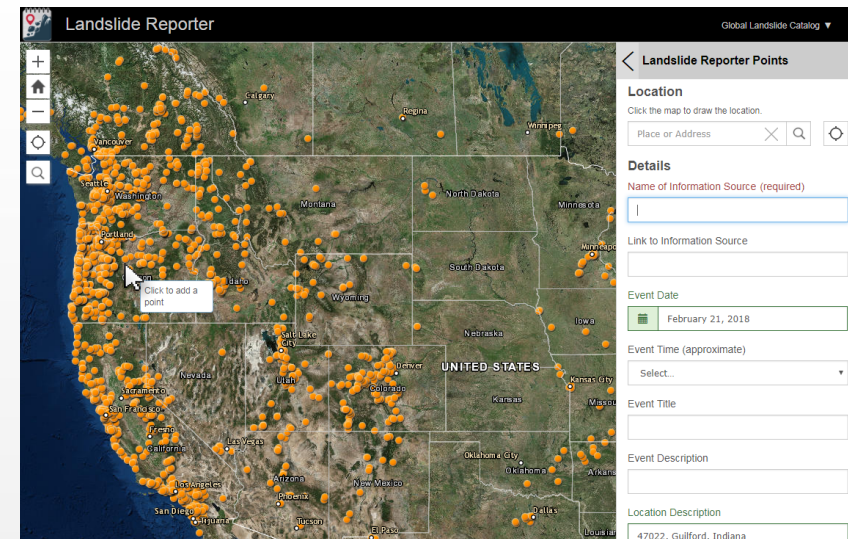 Landslide Reporter
Global Landslide Catalog ▼
Landslide Reporter Points
Location
Click the map to draw the location.
Place or Address
Details
Name of Information Source (required)
Link to Information Source
Event Date
February 21, 2018
Event Time (approximate)
Select...
Event Title
Event Description
Location Description
47022, Guilford, Indiana
Calgary
Regina
Winnipeg
Vancouver
Seattle
Washington
Montana
North Dakota
Minnesota
Portland
Minneapo
South Dakota
Click to add a
point
Idaho
Wyoming
Iowa
Salt Lake
City
Nebraska
Nevada
Utah
Denver
UNITED STATES
Colorado
Kansas City
Sacramento
Kansas
Missou
San Francisco
Fresno
California
Las Vegas
Oklahoma City
Oklahoma
Arkans
Los Angeles
Arizona
New Mexico
Phoenix
San Diego
Tijuana
Tucson
Dallas
El Paso
Louisian